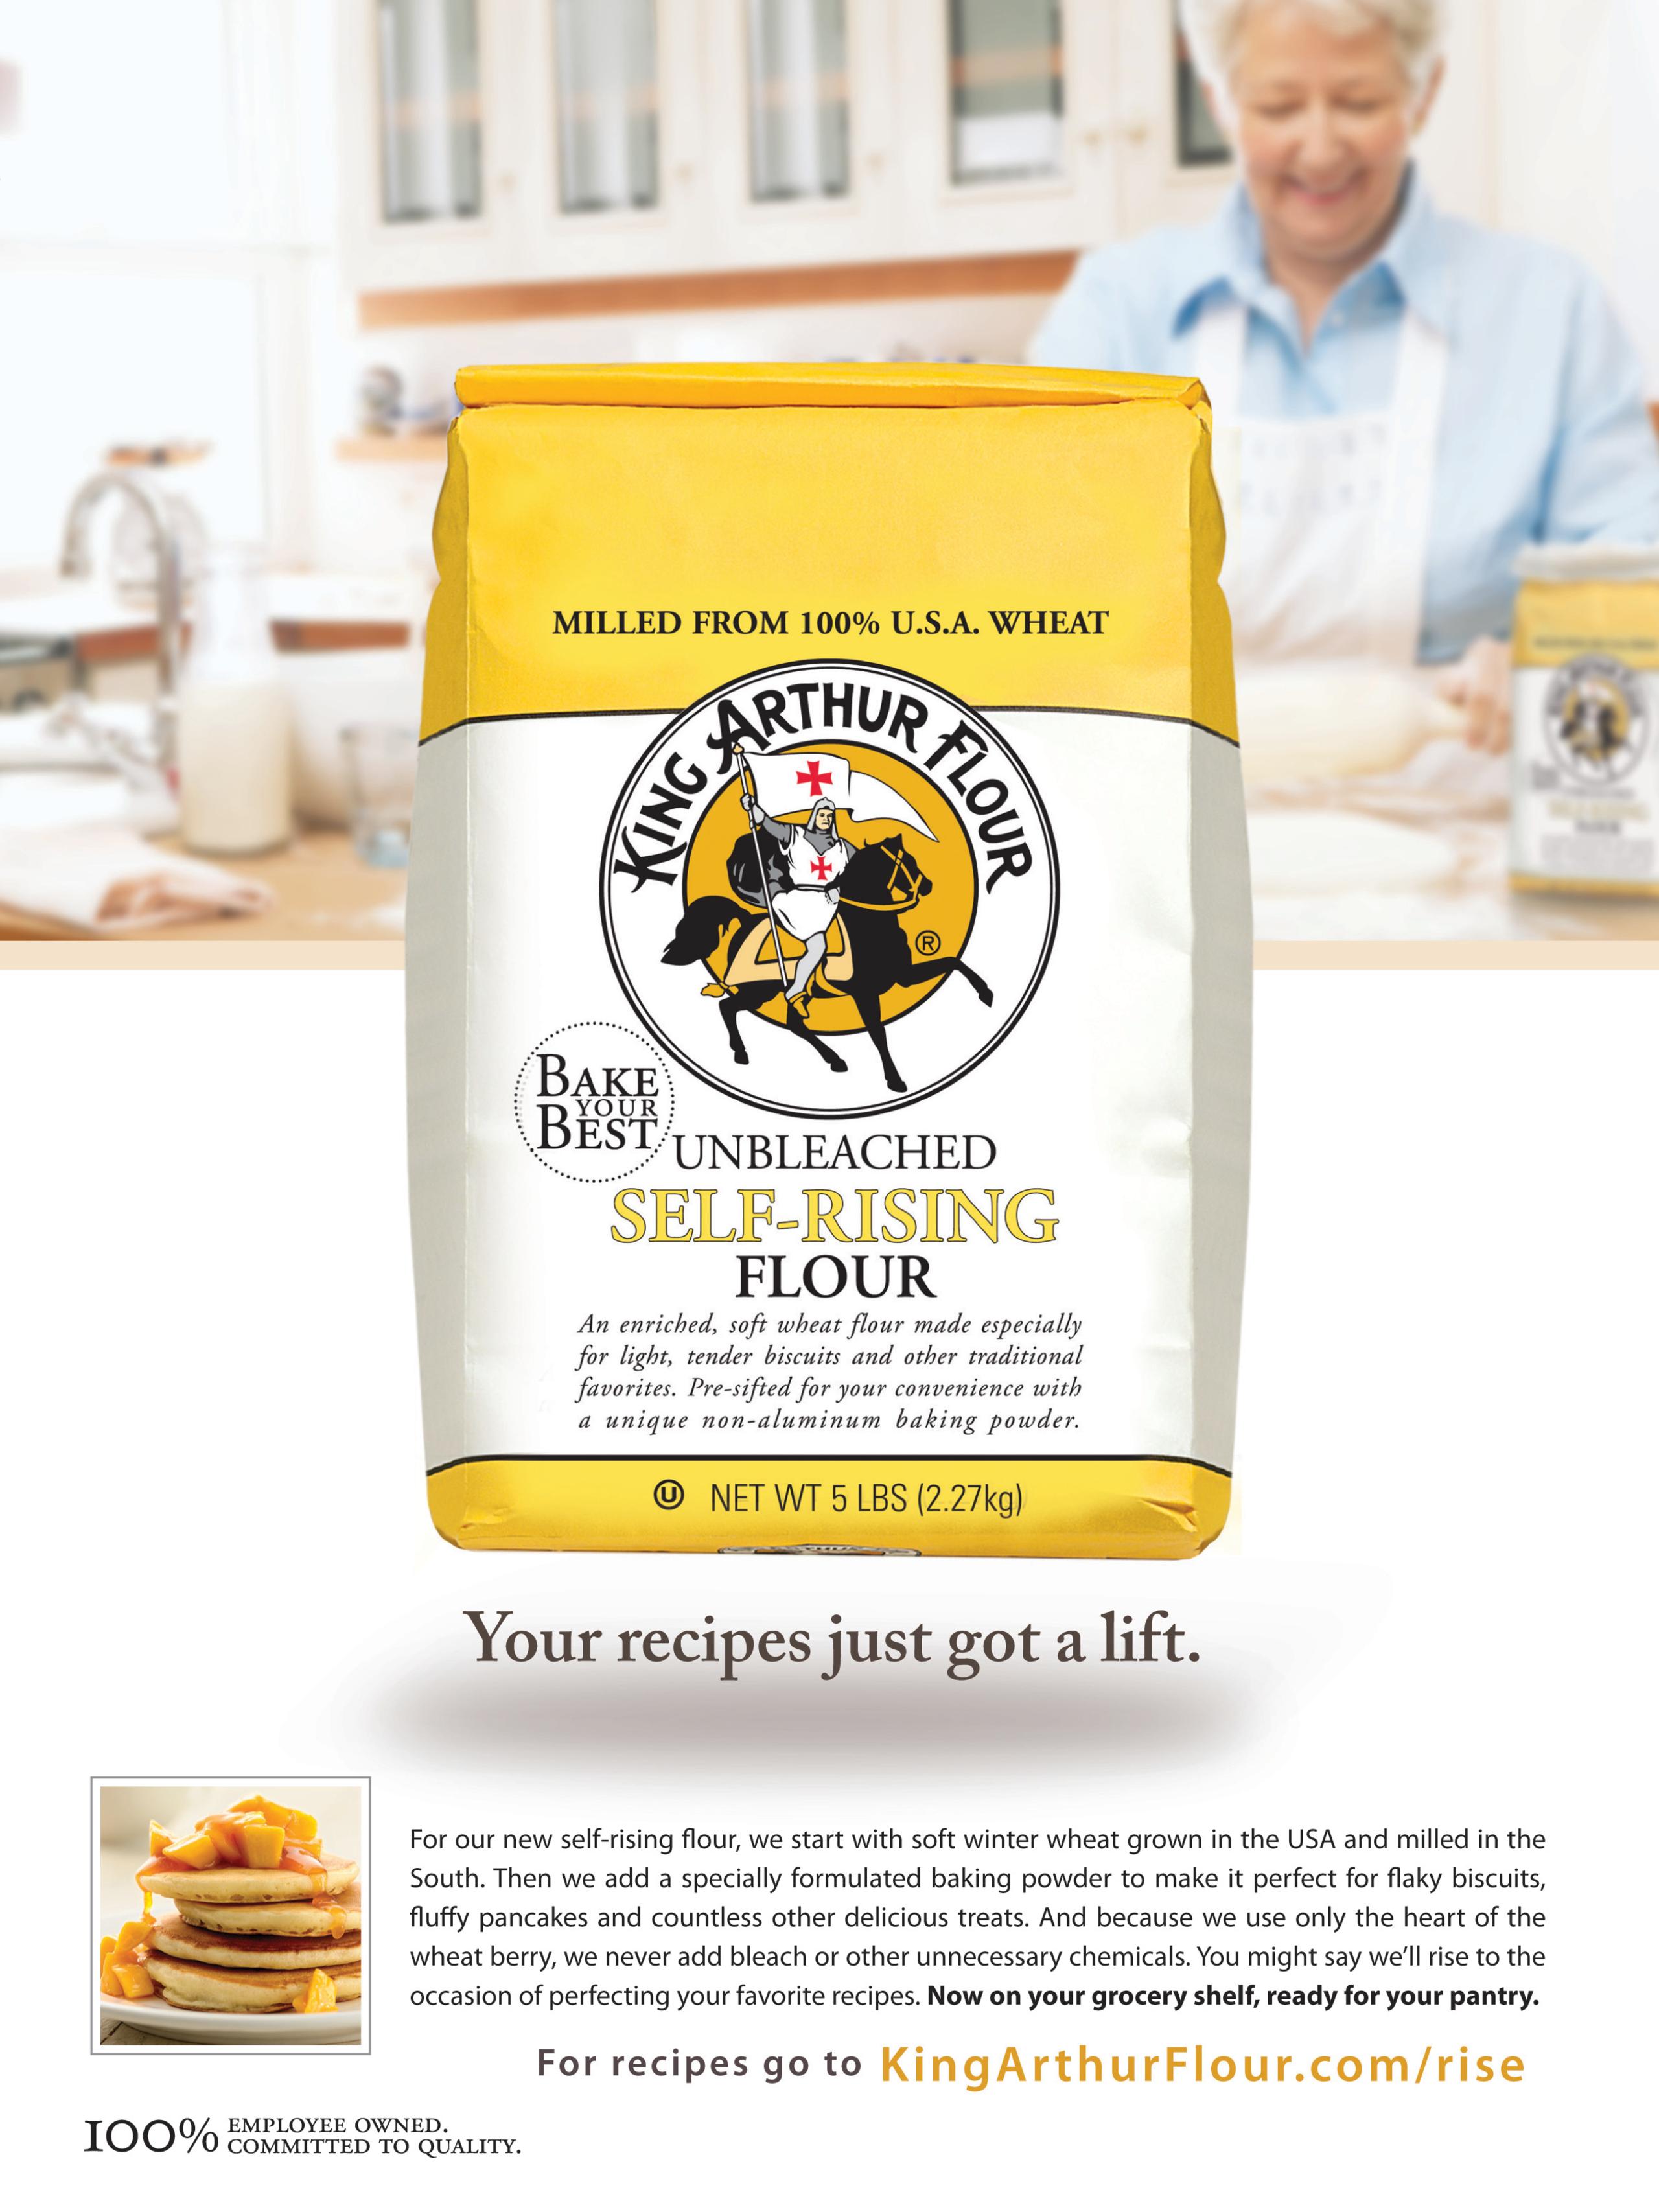 MILLED FROM 100% U.S.A. WHEAT
KING ARTHUR FLOUR
®
BAKE
YOUR
BEST
UNBLEACHED
SELF-RISING
FLOUR
An enriched, soft wheat flour made especially
for light, tender biscuits and other traditional
favorites. Pre-sifted for your convenience with
a unique non-aluminum baking powder.
U NET WT 5 LBS (2.27kg)
Your recipes just got a lift.
For our new self-rising flour, we start with soft winter wheat grown in the USA and milled in the
South. Then we add a specially formulated baking powder to make it perfect for flaky biscuits,
fluffy pancakes and countless other delicious treats. And because we use only the heart of the
wheat berry, we never add bleach or other unnecessary chemicals. You might say we'll rise to the
occasion of perfecting your favorite recipes. Now on your grocery shelf, ready for your pantry.
For recipes go to KingArthurFlour.com/rise
100% EMPLOYEE OWNED.
COMMITTED TO QUALITY.